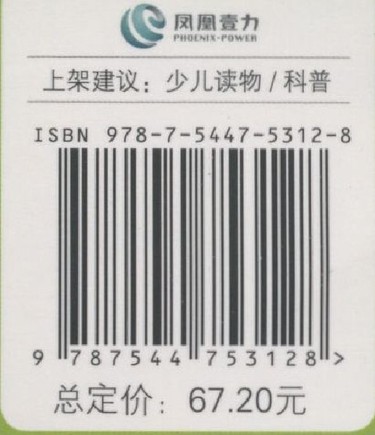 凤凰壹力
PHOENIX-POWER
上架建议：少儿读物 / 科普
ISBN 978-7-5447-5312-8
9 787544 753128 >
总定价：67.20元